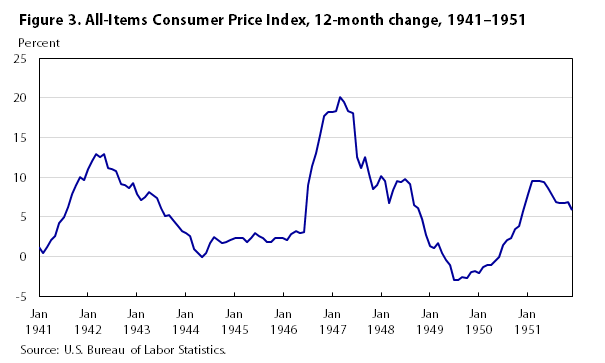 Figure 3. All-Items Consumer Price Index, 12-month change, 1941–1951
Percent
25
20
15
10
5
0
-5
Jan Jan Jan Jan Jan Jan Jan Jan Jan Jan Jan
1941 1942 1943 1944 1945 1946 1947 1948 1949 1950 1951
Source: U.S. Bureau of Labor Statistics.